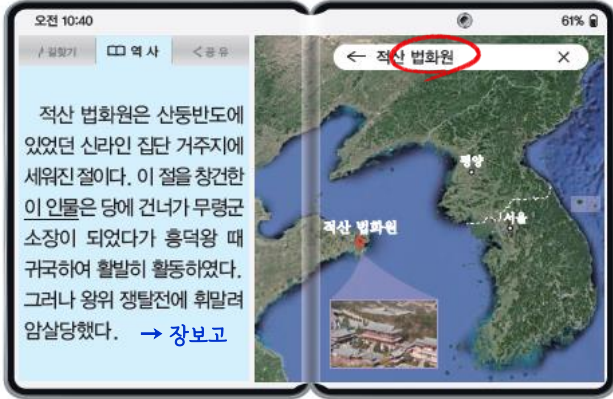 오전 10:40
61%
길찾기
역 사
공 유
적산 법화원
적산 법화원은 산둥반도에
있었던 신라인 집단 거주지에
세워진 절이다. 이 절을 창건한
이 인물은 당에 건너가 무령군
소장이 되었다가 흥덕왕 때
귀국하여 활발히 활동하였다.
그러나 왕위 쟁탈전에 휘말려
암살당했다. → 장보고
평양
서울
적산 법화원